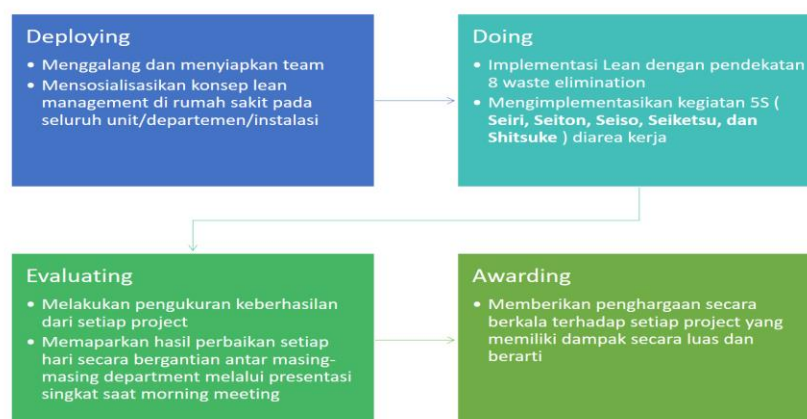 Deploying
• Menggalang dan menyiapkan team
• Mensosialisasikan konsep lean
management di rumah sakit pada
seluruh unit/departemen/instalasi
Doing
• Implementasi Lean dengan pendekatan
8 waste elimination
• Mengimplementasikan kegiatan 5S (
Seiri, Seiton, Seiso, Seiketsu, dan
Shitsuke ) diarea kerja
Evaluating
• Melakukan pengukuran keberhasilan
dari setiap project
• Memaparkan hasil perbaikan setiap
hari secara bergantian antar masing-
masing department melalui presentasi
singkat saat morning meeting
Awarding
• Memberikan penghargaan secara
berkala terhadap setiap project yang
memiliki dampak secara luas dan
berarti